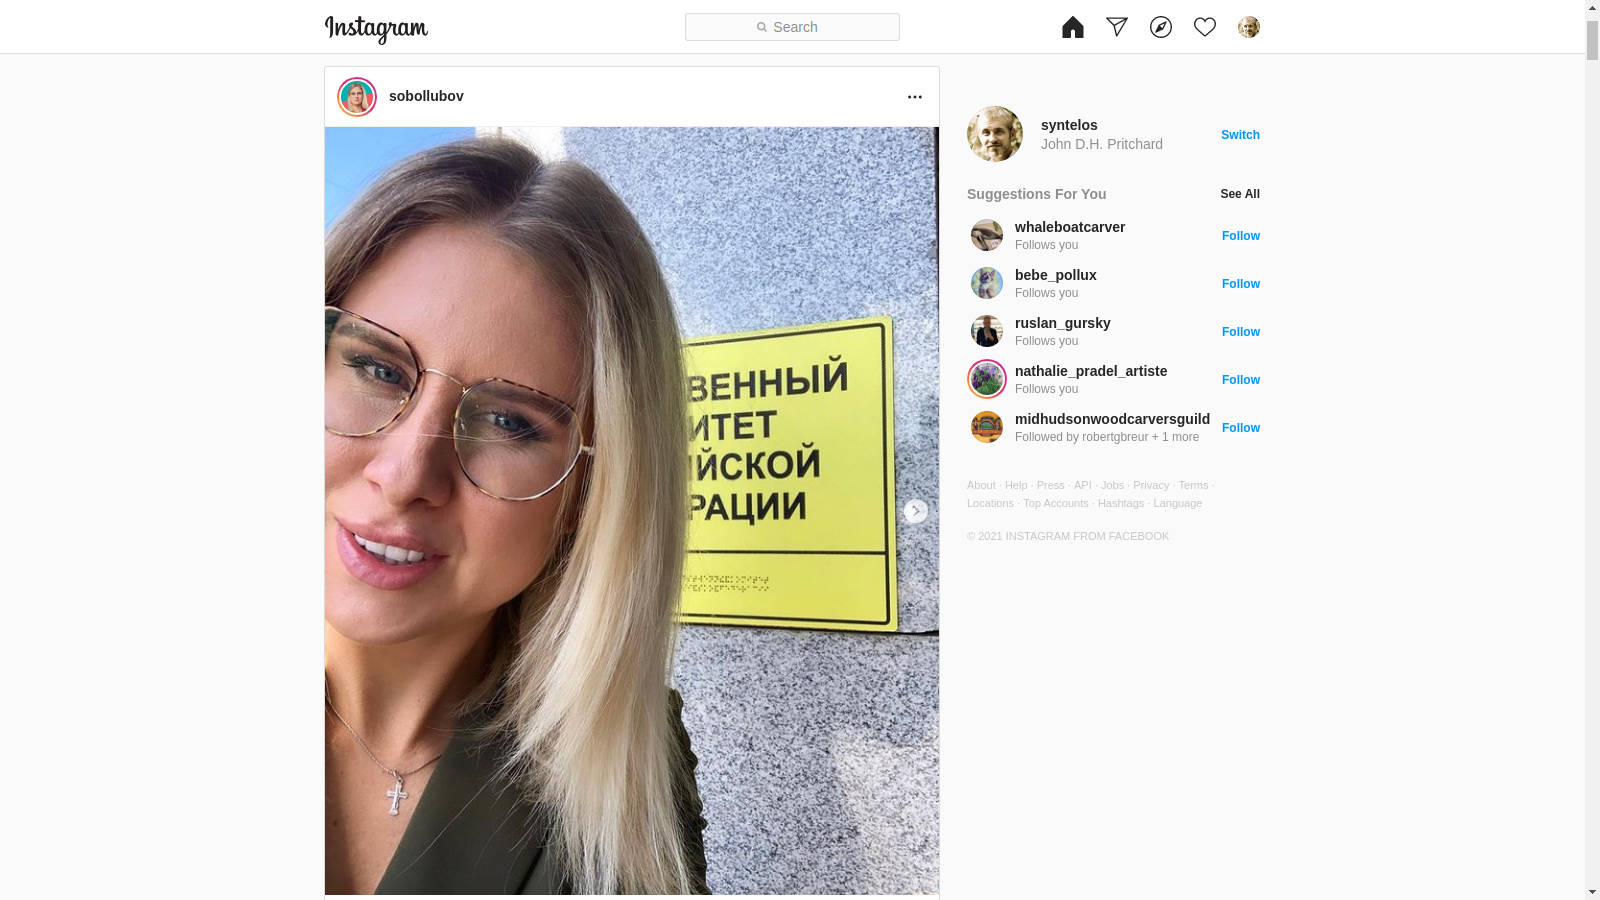 Instagram
Search
sobollubov
ВЕННЫЙ
ИТЕТ
ЙСКОЙ
РАЦИИ
syntelos
John D.H. Pritchard
Switch
Suggestions For You
See All
whaleboatcarver
Follows you
Follow
bebe_pollux
Follows you
Follow
ruslan_gursky
Follows you
Follow
nathalie_pradel_artiste
Follows you
Follow
midhudsonwoodcarversguild
Followed by robertgbreur + 1 more
Follow
About · Help · Press · API · Jobs · Privacy · Terms ·
Locations · Top Accounts · Hashtags · Language
© 2021 INSTAGRAM FROM FACEBOOK